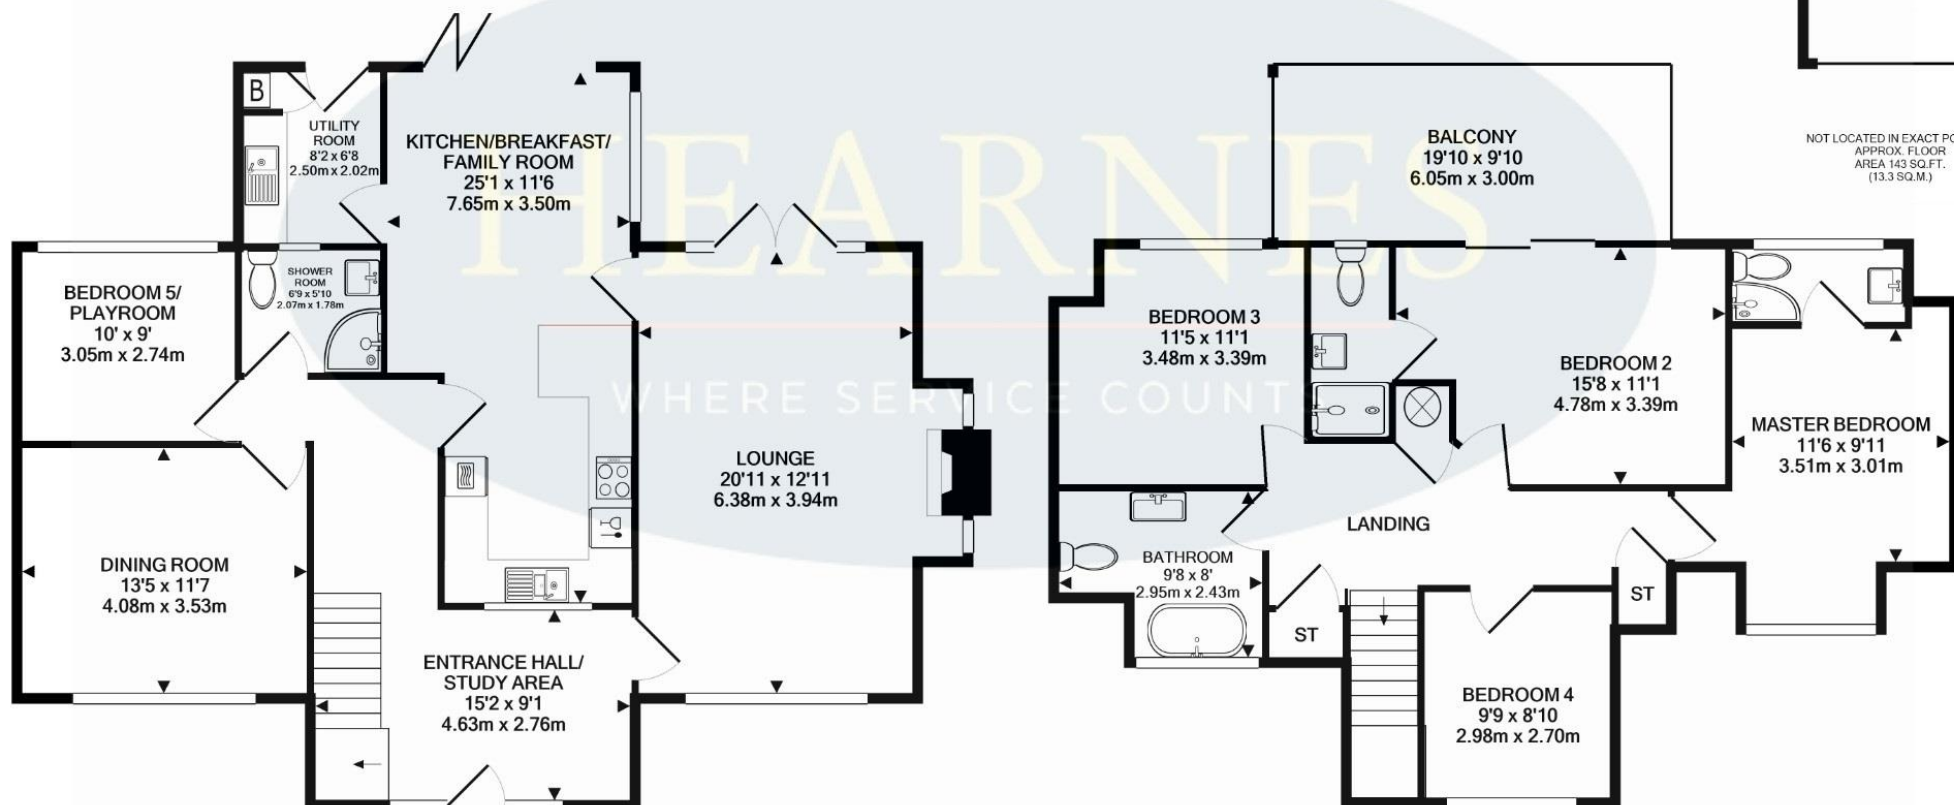 HEARNES
WHERE SERVICE COUNTS
B
UTILITY
ROOM
8'2 x 6'8
2.50m x 2.02m
KITCHEN/BREAKFAST/
FAMILY ROOM
25'1 x 11'6
7.65m x 3.50m
BEDROOM 5/
PLAYROOM
10' x 9'
3.05m x 2.74m
SHOWER
ROOM
6'9 x 5'10
2.07m x 1.78m
LOUNGE
20'11 x 12'11
6.38m x 3.94m
DINING ROOM
13'5 x 11'7
4.08m x 3.53m
ENTRANCE HALL/
STUDY AREA
15'2 x 9'1
4.63m x 2.76m
BALCONY
19'10 x 9'10
6.05m x 3.00m
NOT LOCATED IN EXACT
APPROX. FLOOR
AREA 143 SQ.FT.
(13.3 SQ.M.)
BEDROOM 3
11'5 x 11'1
3.48m x 3.39m
BEDROOM 2
15'8 x 11'1
4.78m x 3.39m
MASTER BEDROOM
11'6 x 9'11
3.51m x 3.01m
LANDING
BATHROOM
9'8 x 8'
2.95m x 2.43m
ST
ST
BEDROOM 4
9'9 x 8'10
2.98m x 2.70m